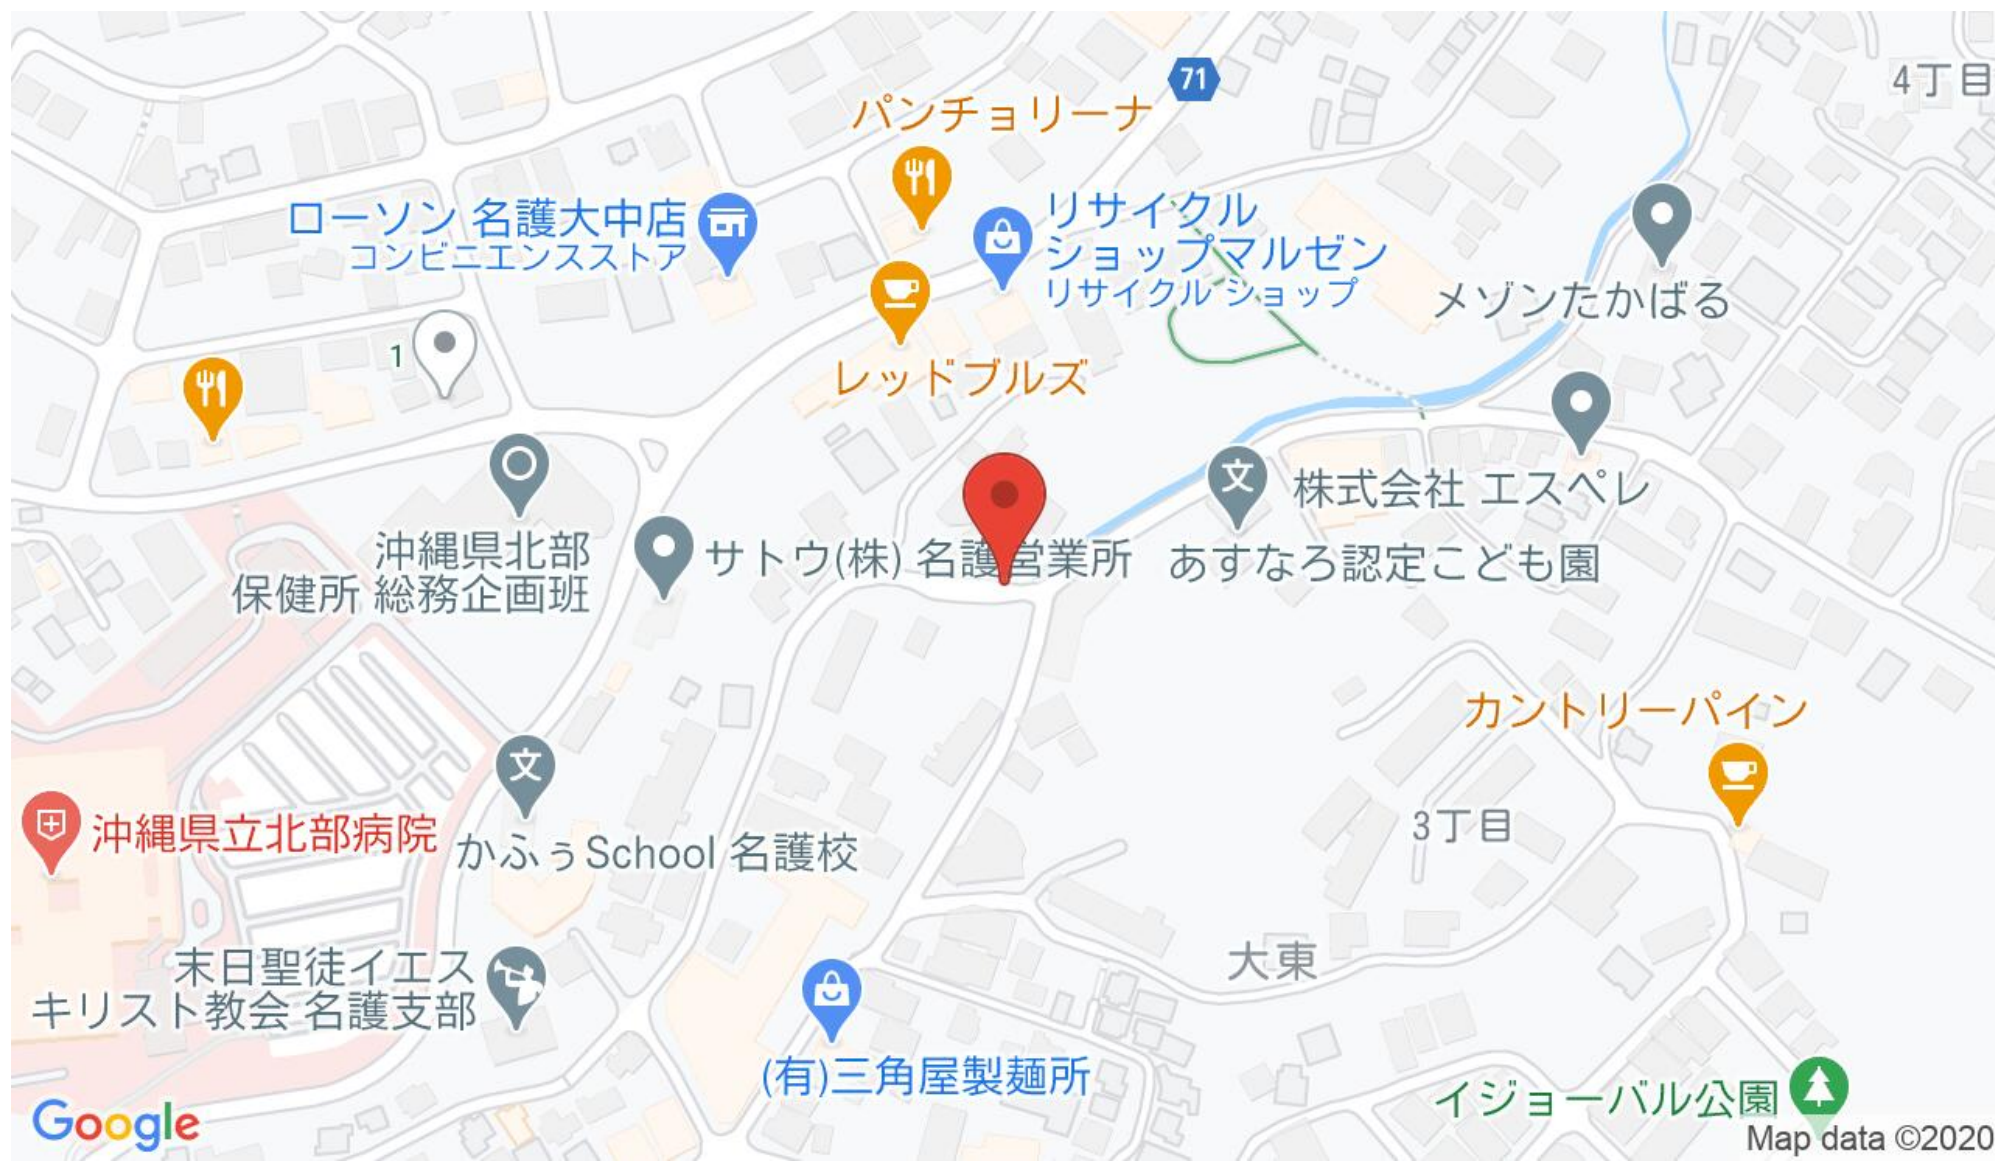 71
4丁目
パンチョリーナ
ローソン 名護大中店
コンビニエンスストア
リサイクル
ショップマルゼン
リサイクル ショップ
メゾンたかばる
1
レッドブルズ
株式会社 エスペレ
沖縄県北部
保健所 総務企画班
サトウ(株) 名護営業所
あすなろ認定こども園
文
カントリーパイン
文
沖縄県立北部病院
かふぅSchool 名護校
3丁目
末日聖徒イエス
キリスト教会 名護支部
大東
(有)三角屋製麺所
イジョーバル公園
Google
Map data ©2020